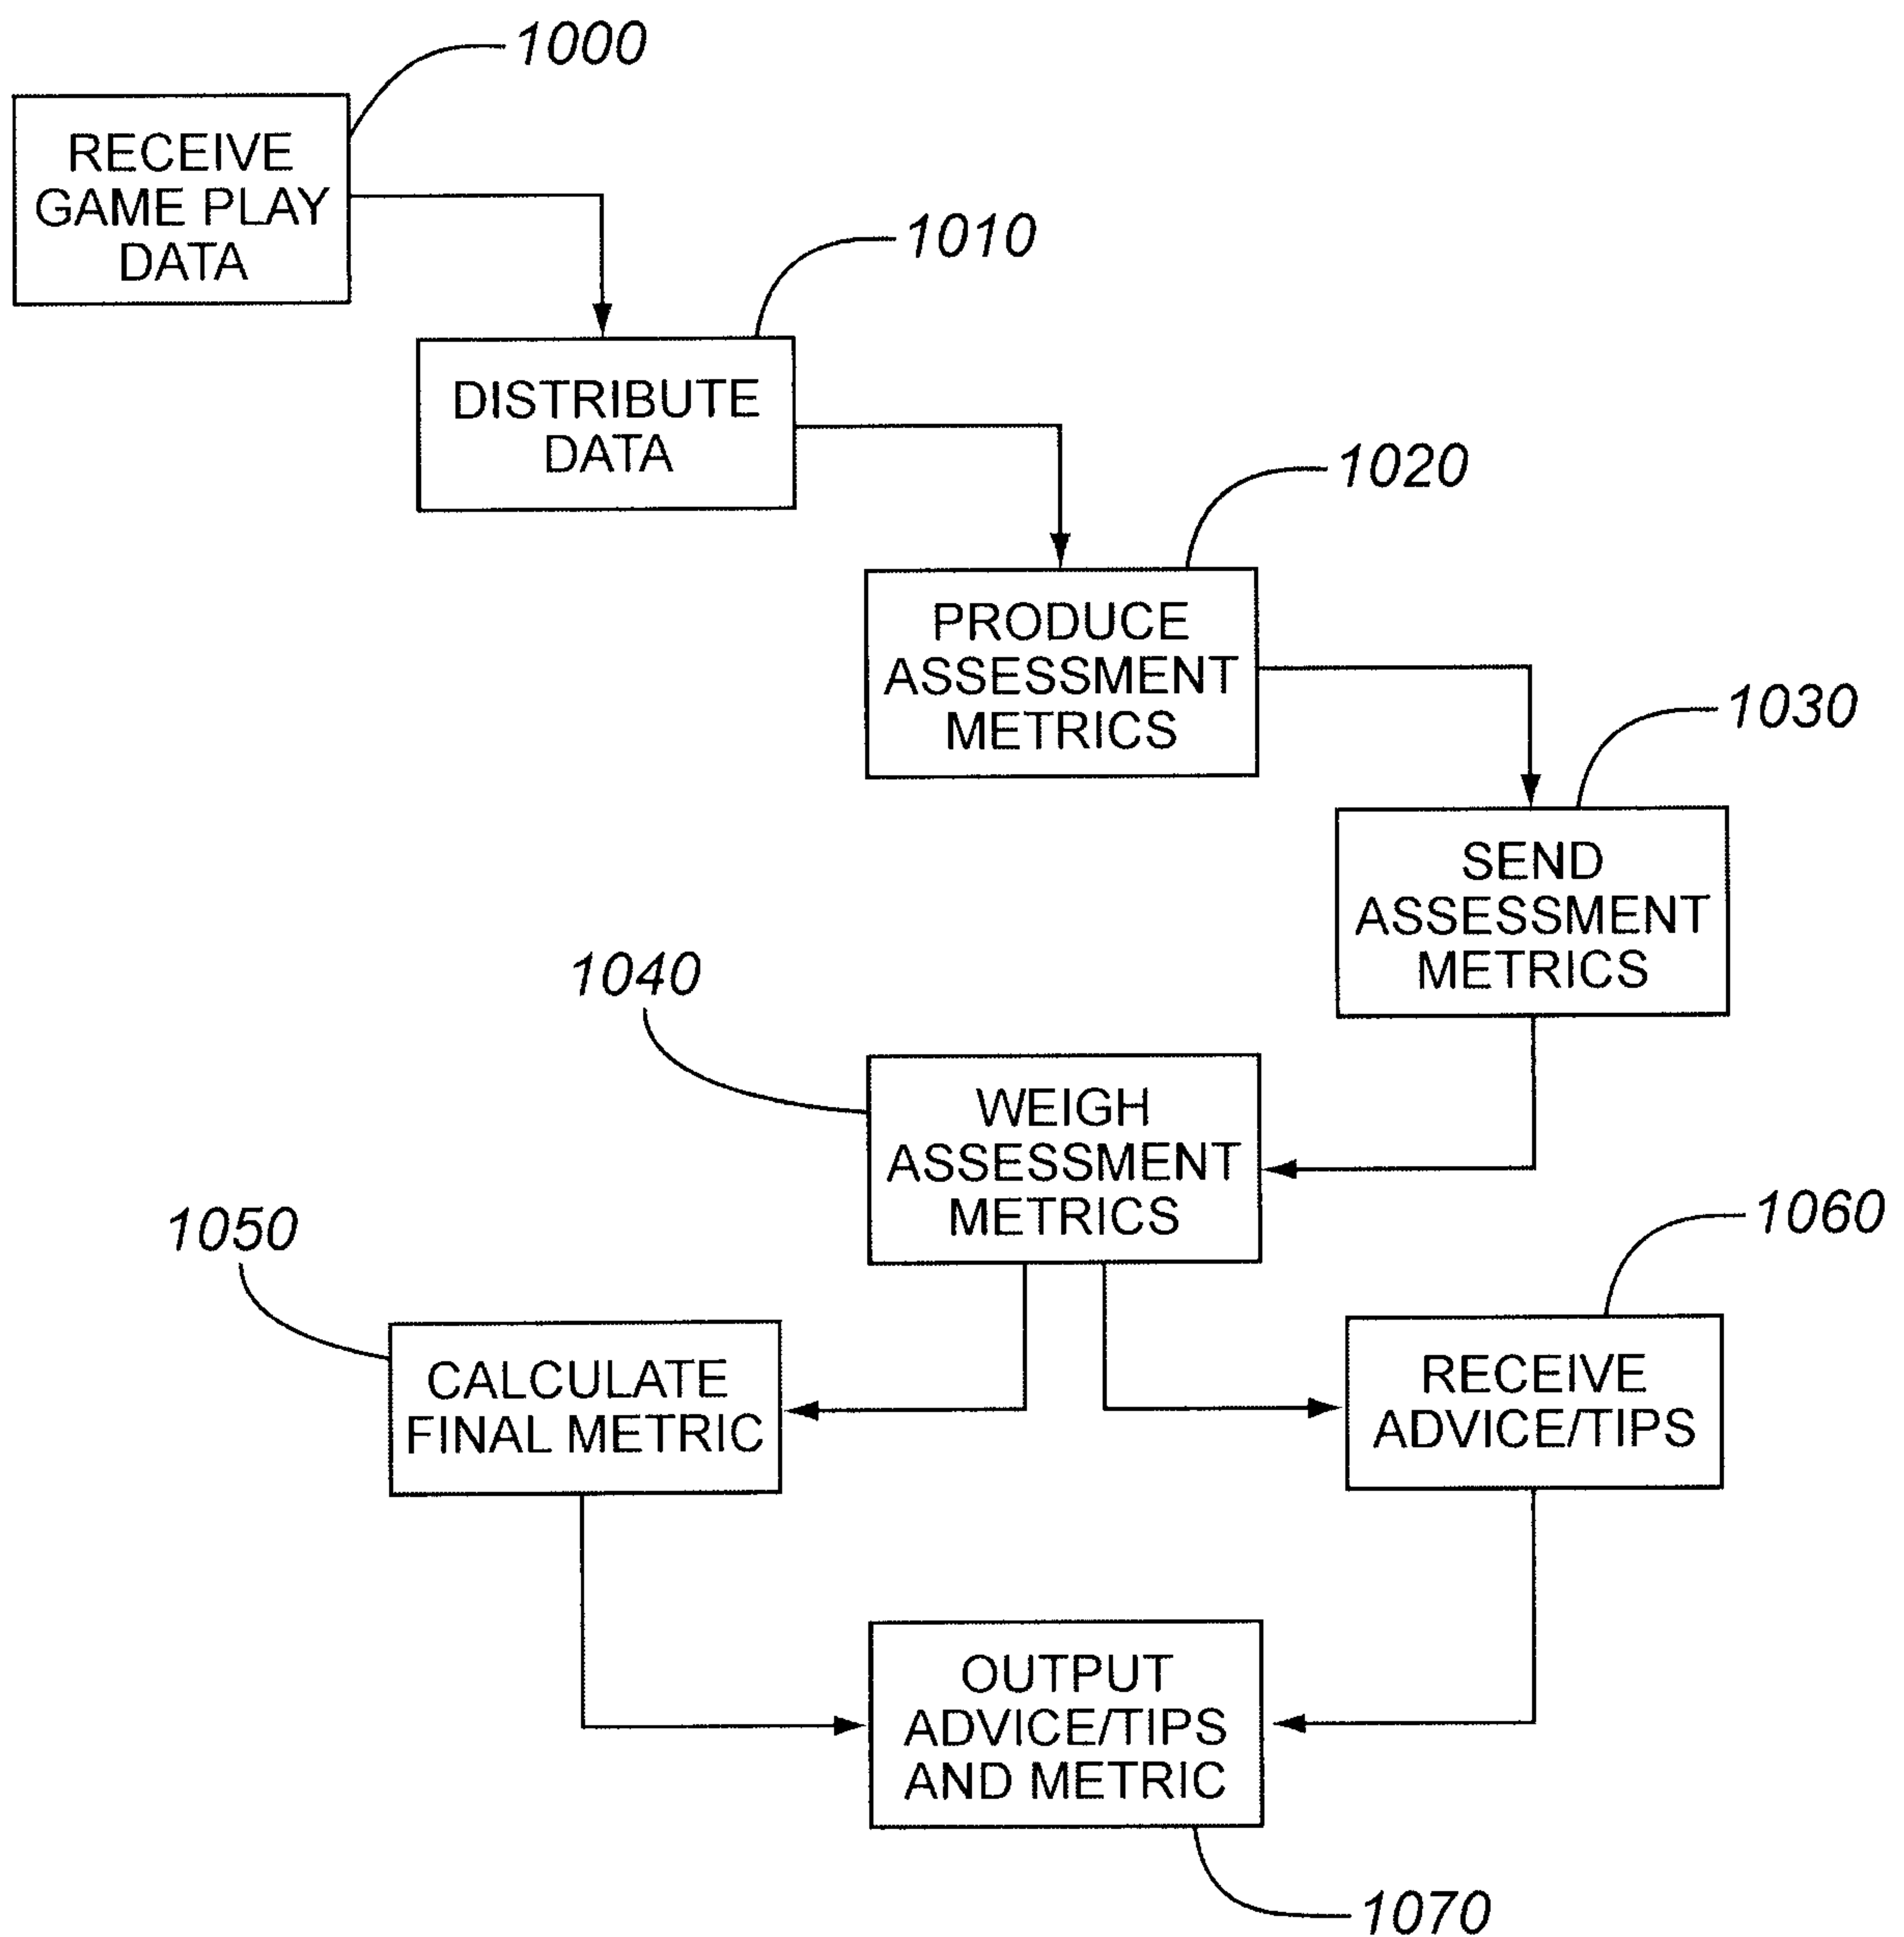 1000
RECEIVE
GAME PLAY
DATA
1010
DISTRIBUTE
DATA
1020
PRODUCE
ASSESSMENT
METRICS
1030
SEND
ASSESSMENT
METRICS
1040
WEIGH
ASSESSMENT
METRICS
1050
CALCULATE
FINAL METRIC
1060
RECEIVE
ADVICE/TIPS
OUTPUT
ADVICE/TIPS
AND METRIC
1070